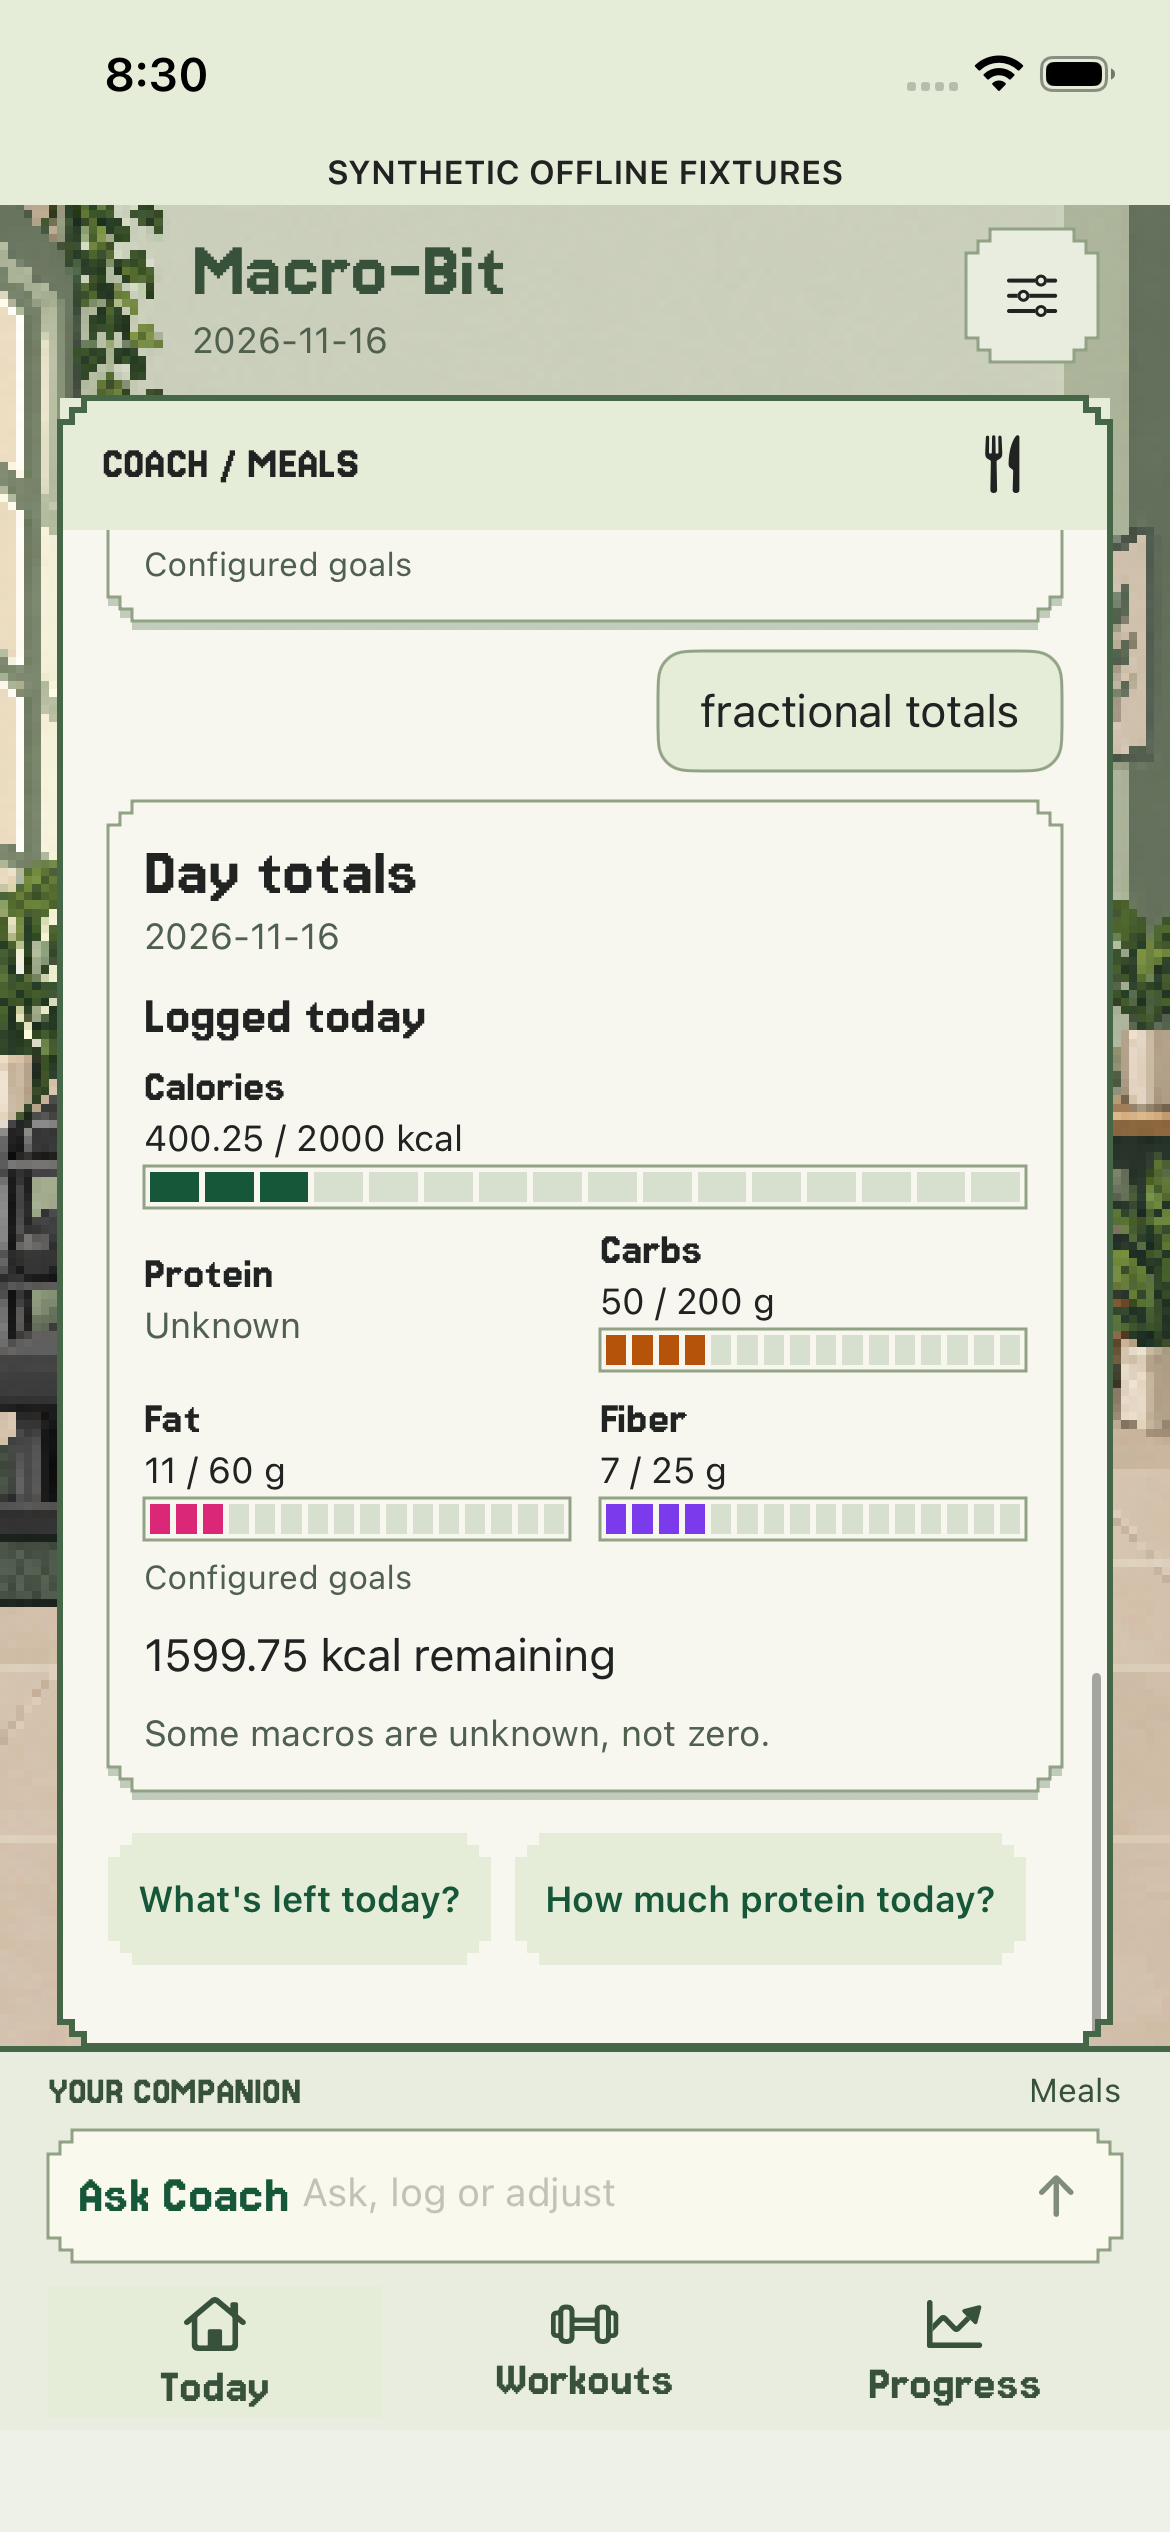 8:30
SYNTHETIC OFFLINE FIXTURES
Macro-Bit
2026-11-16
COACH / MEALS
Configured goals
fractional totals
Day totals
2026-11-16
Logged today
Calories
400.25 / 2000 kcal
Protein
Unknown
Carbs
50 / 200 g
Fat
11 / 60 g
Fiber
7 / 25 g
Configured goals
1599.75 kcal remaining
Some macros are unknown, not zero.
What's left today?
How much protein today?
YOUR COMPANION
Meals
Ask Coach Ask, log or adjust
Today
Workouts
Progress